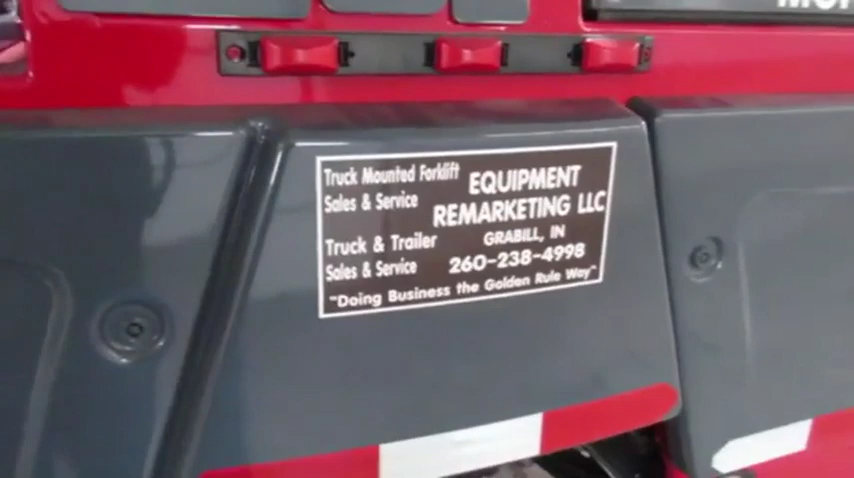 Truck Mounted Forklift
Sales & Service
EQUIPMENT
REMARKETING LLC
Truck & Trailer
Sales & Service
GRABILL, IN
260-238-4998
"Doing Business the Golden Rule Way"